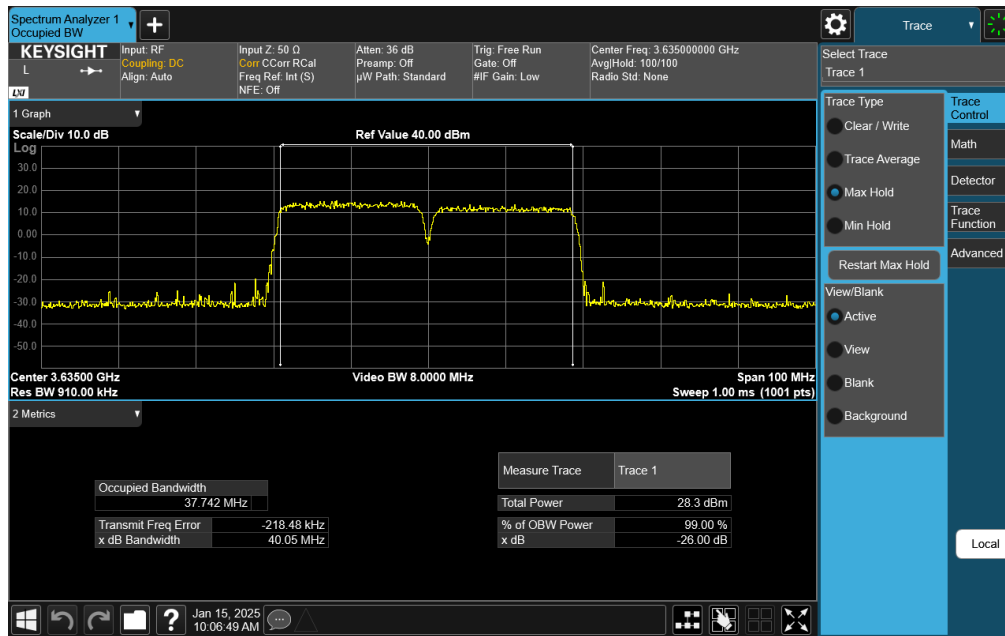 Spectrum Analyzer 1
Occupied BW
Trace
KEYSIGHT
L
LXI
Input: RF
Coupling: DC
Align: Auto
Input Z: 50 Ω
Corr CCorr RCal
Freq Ref: Int (S)
NFE: Off
Atten: 36 dB
Preamp: Off
µW Path: Standard
Trig: Free Run
Gate: Off
#IF Gain: Low
Center Freq: 3.635000000 GHz
Avg|Hold: 100/100
Radio Std: None
1 Graph
Scale/Div 10.0 dB
Ref Value 40.00 dBm
Log
30.0
20.0
10.0
0.00
-10.0
-20.0
-30.0
-40.0
-50.0
Center 3.63500 GHz
Video BW 8.0000 MHz
Span 100 MHz
Res BW 910.00 kHz
Sweep 1.00 ms (1001 pts)
2 Metrics
Measure Trace Trace 1
Occupied Bandwidth
37.742 MHz
Total Power 28.3 dBm
Transmit Freq Error -218.48 kHz
% of OBW Power 99.00 %
x dB Bandwidth 40.05 MHz
x dB -26.00 dB
Select Trace
Trace 1
Trace Type
Clear / Write
Trace Average
Max Hold
Min Hold
Restart Max Hold
View/Blank
Active
View
Blank
Background
Trace
Control
Math
Detector
Trace
Function
Advanced
Local
?
Jan 15, 2025
10:06:49 AM